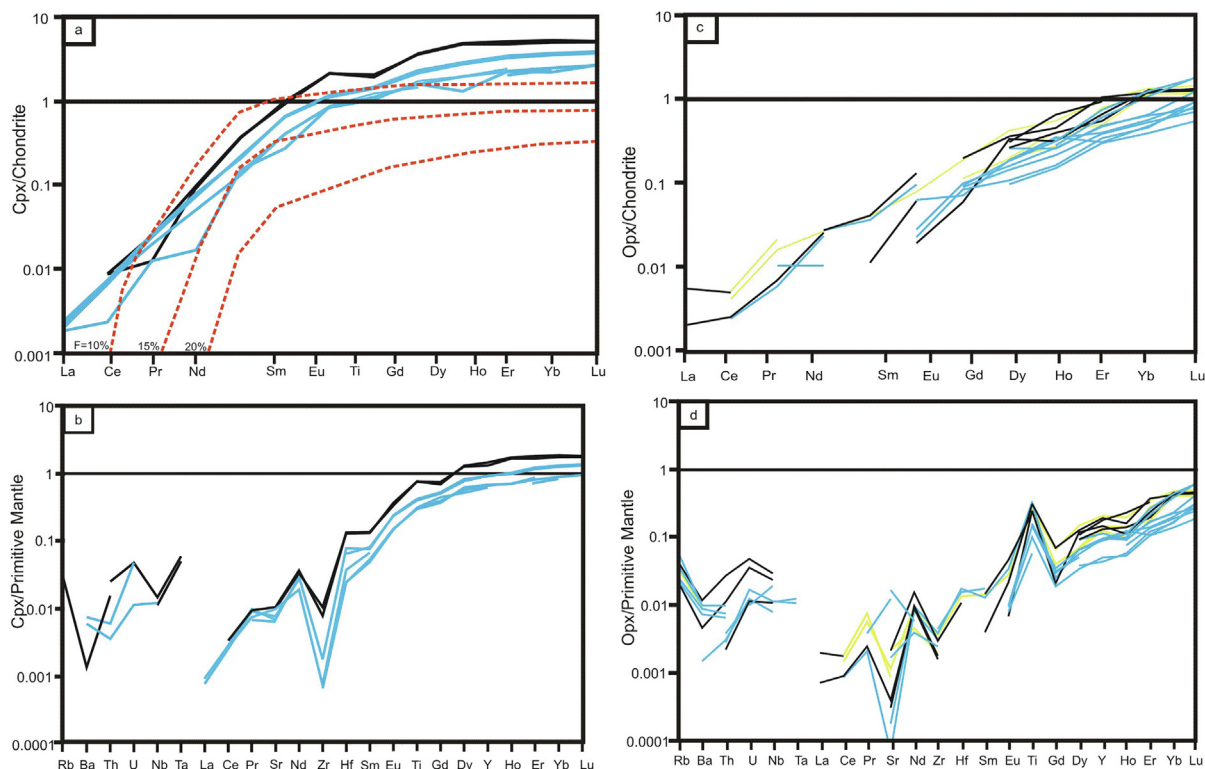 a
10
1
0.1
0.01
0.001
Cpx/Chondrite
F=10% 15% 20%
La Ce Pr Nd Sm Eu Ti Gd Dy Ho Er Yb Lu
c
10
1
0.1
0.01
0.001
Opx/Chondrite
La Ce Pr Nd Sm Eu Gd Dy Ho Er Yb Lu
b
10
1
0.1
0.01
0.001
0.0001
Cpx/Primitive Mantle
Rb Ba Th U Nb Ta La Ce Pr Sr Nd Zr Hf Sm Eu Ti Gd Dy Y Ho Er Yb Lu
d
10
1
0.1
0.01
0.001
0.0001
Opx/Primitive Mantle
Rb Ba Th U Nb Ta La Ce Pr Sr Nd Zr Hf Sm Eu Ti Gd Dy Y Ho Er Yb Lu